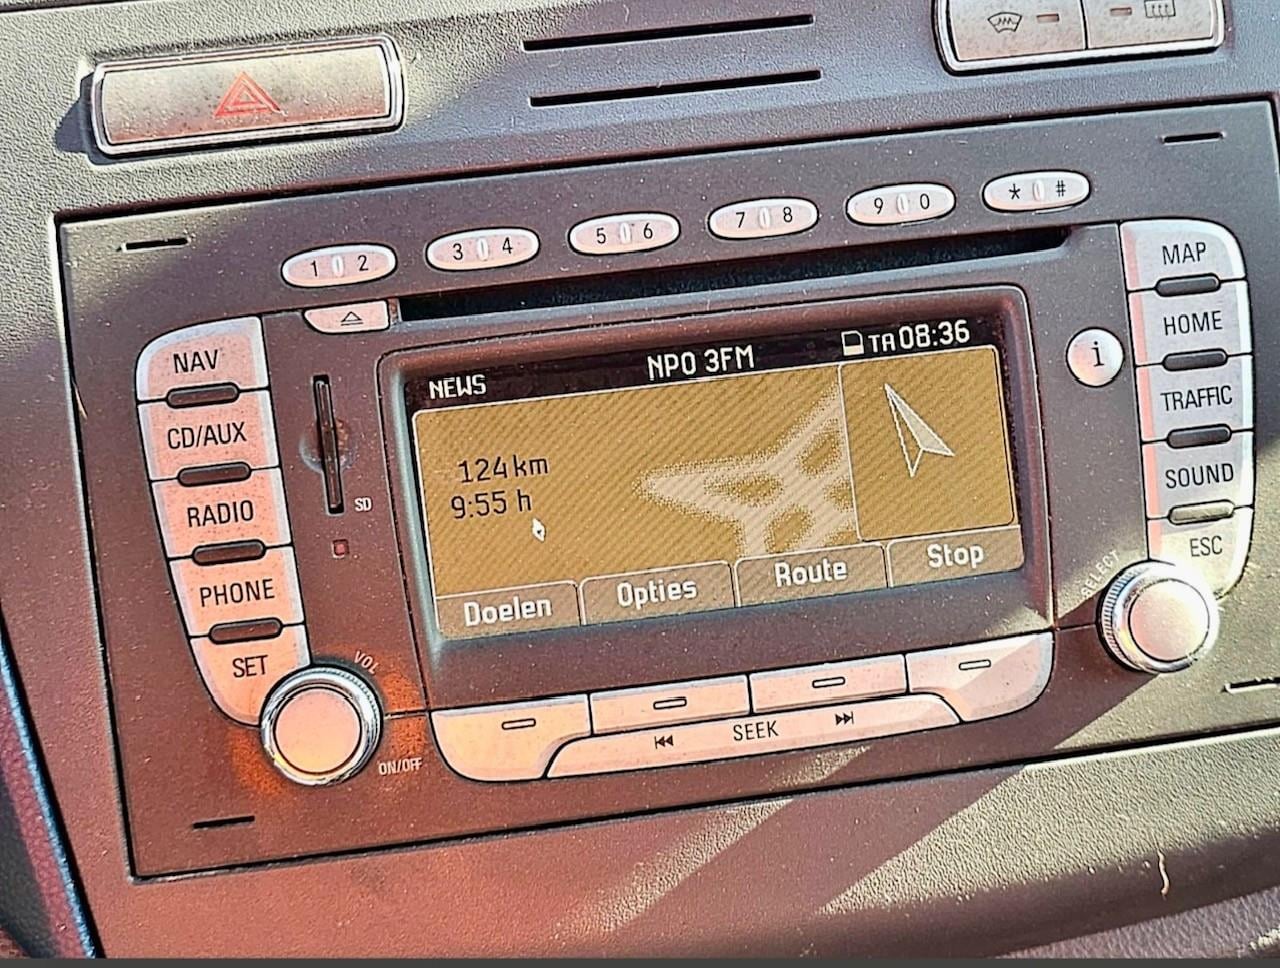 1 2
3 4
5 6
7 8
9 0
* #
NAV
CD/AUX
RADIO
PHONE
SET
SD
VOL
ON/OFF
NEWS
NPO 3FM
TA 08:36
124 km
9:55 h
Doelen
Opties
Route
Stop
SEEK
i
MAP
HOME
TRAFFIC
SOUND
ESC
SELECT